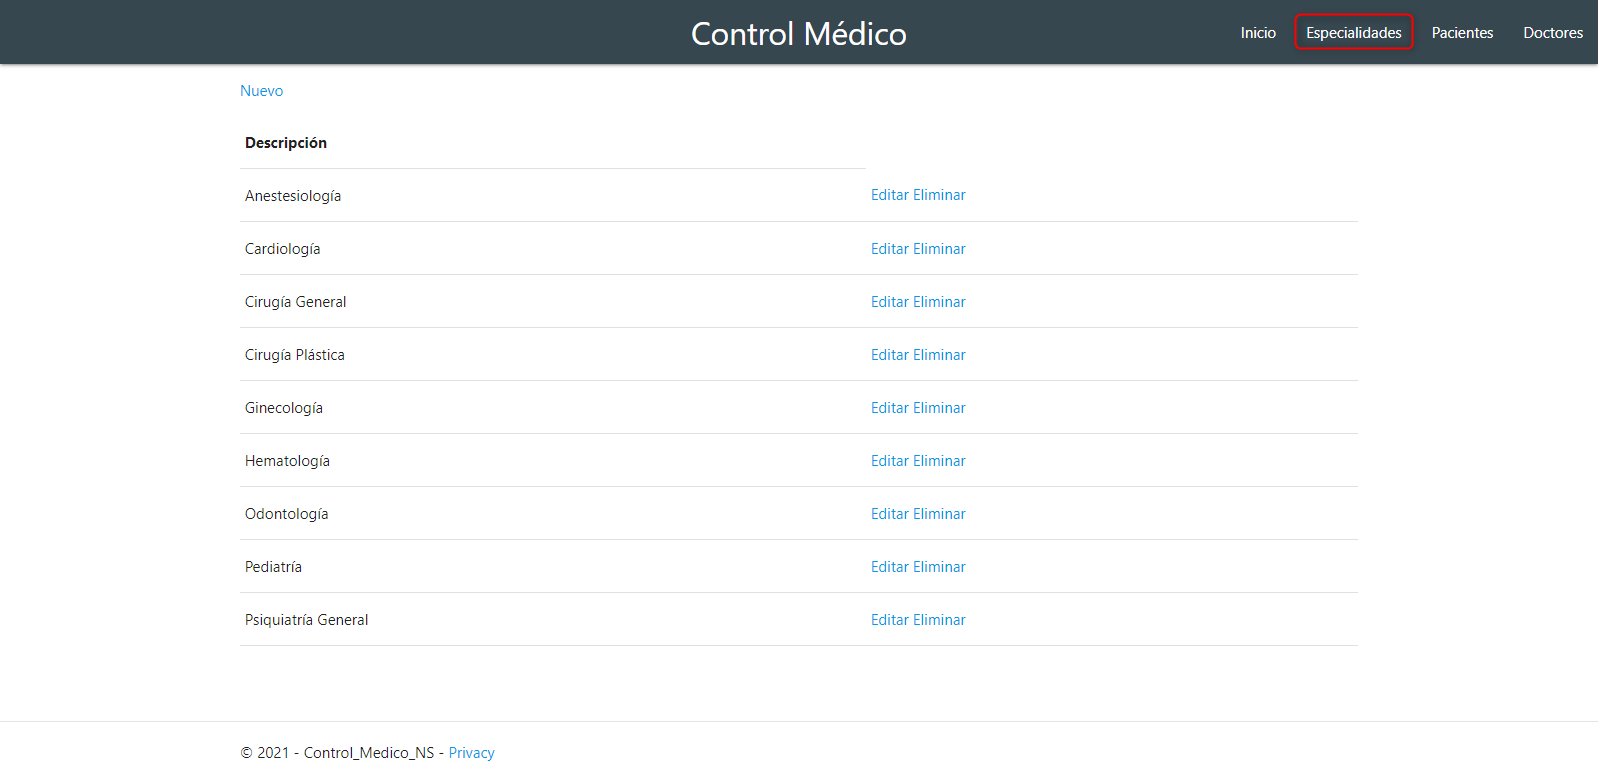 Control Médico
Inicio Especialidades Pacientes Doctores
Nuevo
Descripción
Anestesiología Editar Eliminar
Cardiología Editar Eliminar
Cirugía General Editar Eliminar
Cirugía Plástica Editar Eliminar
Ginecología Editar Eliminar
Hematología Editar Eliminar
Odontología Editar Eliminar
Pediatría Editar Eliminar
Psiquiatría General Editar Eliminar
© 2021 - Control_Medico_NS - Privacy